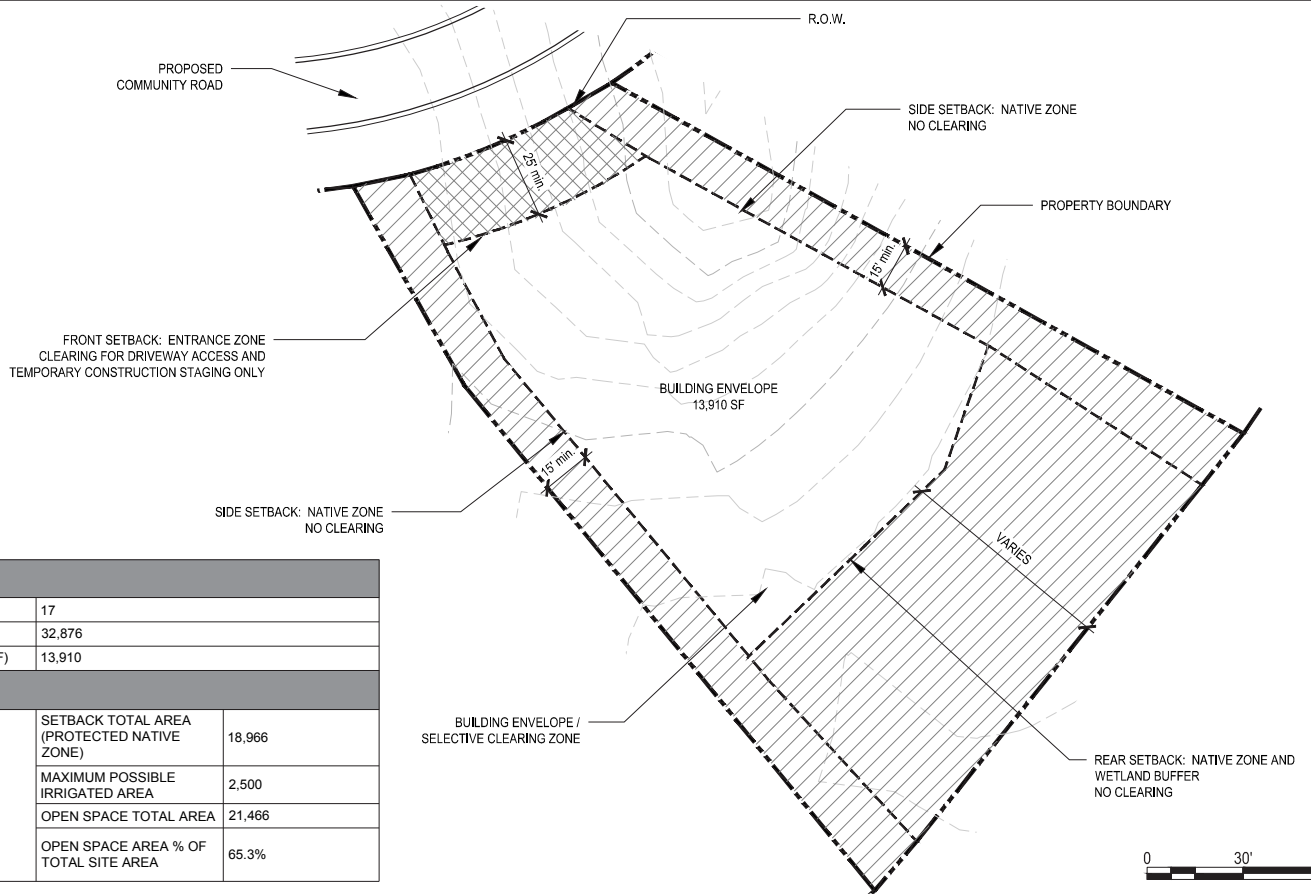 R.O.W.
PROPOSED
COMMUNITY ROAD
SIDE SETBACK: NATIVE ZONE
NO CLEARING
25' min.
PROPERTY BOUNDARY
15' min.
FRONT SETBACK: ENTRANCE ZONE
CLEARING FOR DRIVEWAY ACCESS AND
TEMPORARY CONSTRUCTION STAGING ONLY
BUILDING ENVELOPE
13,910 SF
15' min.
SIDE SETBACK: NATIVE ZONE
NO CLEARING
VARIES
BUILDING ENVELOPE /
SELECTIVE CLEARING ZONE
REAR SETBACK: NATIVE ZONE AND
WETLAND BUFFER
NO CLEARING
17
32,876
F) 13,910
SETBACK TOTAL AREA
(PROTECTED NATIVE
ZONE)
18,966
MAXIMUM POSSIBLE
IRRIGATED AREA
2,500
OPEN SPACE TOTAL AREA 21,466
OPEN SPACE AREA % OF
TOTAL SITE AREA
65.3%
0 30'